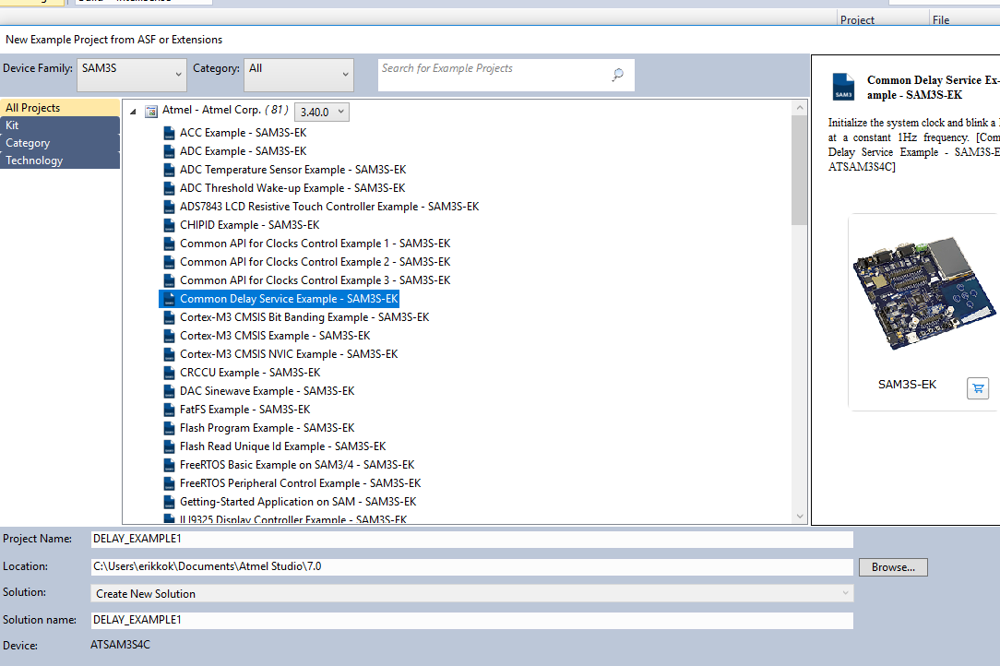 Project File
New Example Project from ASF or Extensions
Device Family: SAM3S Category: All Search for Example Projects
All Projects
Kit
Category
Technology
Atmel - Atmel Corp. (81) 3.40.0
ACC Example - SAM3S-EK
ADC Example - SAM3S-EK
ADC Temperature Sensor Example - SAM3S-EK
ADC Threshold Wake-up Example - SAM3S-EK
ADS7843 LCD Resistive Touch Controller Example - SAM3S-EK
CHIPID Example - SAM3S-EK
Common API for Clocks Control Example 1 - SAM3S-EK
Common API for Clocks Control Example 2 - SAM3S-EK
Common API for Clocks Control Example 3 - SAM3S-EK
Common Delay Service Example - SAM3S-EK
Cortex-M3 CMSIS Bit Banding Example - SAM3S-EK
Cortex-M3 CMSIS Example - SAM3S-EK
Cortex-M3 CMSIS NVIC Example - SAM3S-EK
CRCCU Example - SAM3S-EK
DAC Sinewave Example - SAM3S-EK
FatFS Example - SAM3S-EK
Flash Program Example - SAM3S-EK
Flash Read Unique Id Example - SAM3S-EK
FreeRTOS Basic Example on SAM3/4 - SAM3S-EK
FreeRTOS Peripheral Control Example - SAM3S-EK
Getting-Started Application on SAM - SAM3S-EK
ILI9325 Display Controller Example - SAM3S-EK
SAM3
Common Delay Service Ex-
ample - SAM3S-EK
Initialize the system clock and blink a
at a constant 1Hz frequency. [Com
Delay Service Example - SAM3S-E
ATSAM3S4C]
SAM3S-EK
Project Name: DELAY_EXAMPLE1
Location: C:\Users\erikkok\Documents\Atmel Studio\7.0 Browse...
Solution: Create New Solution
Solution name: DELAY_EXAMPLE1
Device: ATSAM3S4C